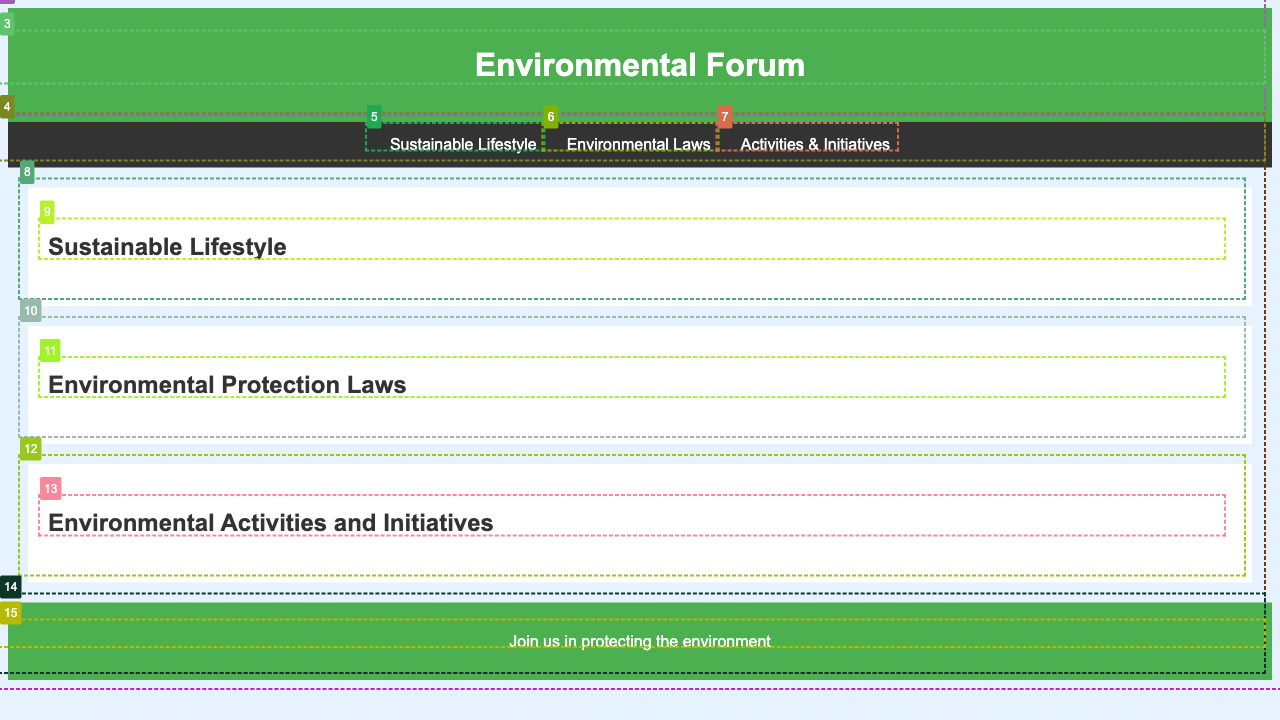 3
Environmental Forum
4
5
6
7
Sustainable Lifestyle
Environmental Laws
Activities & Initiatives
8
9
Sustainable Lifestyle
10
11
Environmental Protection Laws
12
13
Environmental Activities and Initiatives
14
15
Join us in protecting the environment